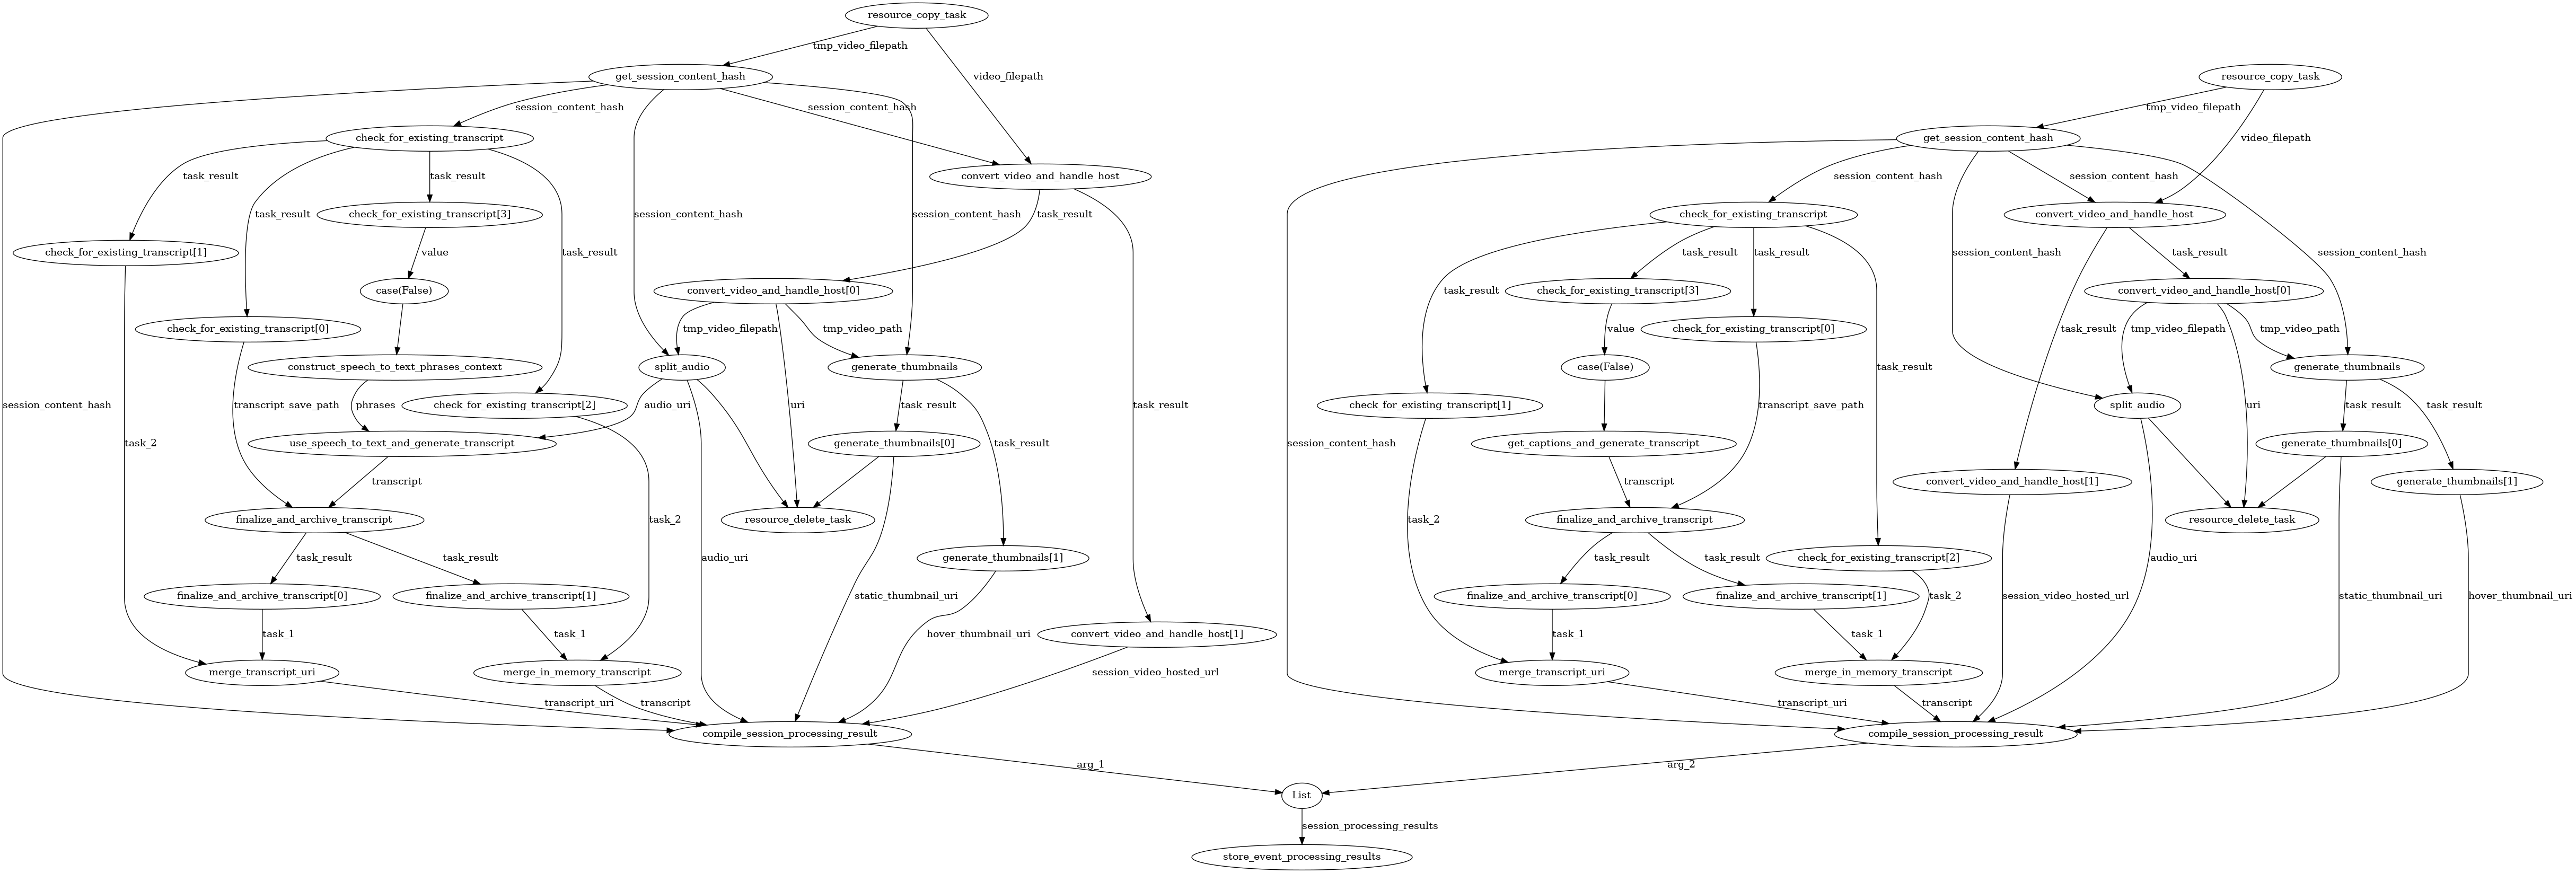 resource_copy_task
tmp_video_filepath
video_filepath
get_session_content_hash
session_content_hash
session_content_hash
check_for_existing_transcript
convert_video_and_handle_host
task_result
task_result
task_result
task_result
session_content_hash
session_content_hash
task_result
check_for_existing_transcript[3]
check_for_existing_transcript[1]
value
case(False)
convert_video_and_handle_host[0]
check_for_existing_transcript[0]
tmp_video_filepath
tmp_video_path
construct_speech_to_text_phrases_context
split_audio
generate_thumbnails
session_content_hash
transcript_save_path
phrases
check_for_existing_transcript[2]
audio_uri
uri
task_result
task_result
task_2
use_speech_to_text_and_generate_transcript
generate_thumbnails[0]
task_result
transcript
finalize_and_archive_transcript
task_2
resource_delete_task
task_result
task_result
audio_uri
generate_thumbnails[1]
finalize_and_archive_transcript[0]
finalize_and_archive_transcript[1]
static_thumbnail_uri
task_1
task_1
hover_thumbnail_uri
convert_video_and_handle_host[1]
merge_transcript_uri
merge_in_memory_transcript
session_video_hosted_url
transcript_uri
transcript
compile_session_processing_result
resource_copy_task
tmp_video_filepath
video_filepath
get_session_content_hash
session_content_hash
session_content_hash
check_for_existing_transcript
convert_video_and_handle_host
task_result
task_result
session_content_hash
task_result
session_content_hash
task_result
check_for_existing_transcript[3]
convert_video_and_handle_host[0]
value
check_for_existing_transcript[0]
task_result
tmp_video_filepath
tmp_video_path
case(False)
task_result
generate_thumbnails
check_for_existing_transcript[1]
transcript_save_path
split_audio
uri
task_result
task_result
session_content_hash
get_captions_and_generate_transcript
generate_thumbnails[0]
transcript
convert_video_and_handle_host[1]
generate_thumbnails[1]
task_2
finalize_and_archive_transcript
resource_delete_task
task_result
task_result
check_for_existing_transcript[2]
audio_uri
finalize_and_archive_transcript[0]
finalize_and_archive_transcript[1]
task_2
session_video_hosted_url
static_thumbnail_uri
hover_thumbnail_uri
task_1
task_1
merge_transcript_uri
merge_in_memory_transcript
transcript_uri
transcript
compile_session_processing_result
arg_1
arg_2
List
session_processing_results
store_event_processing_results